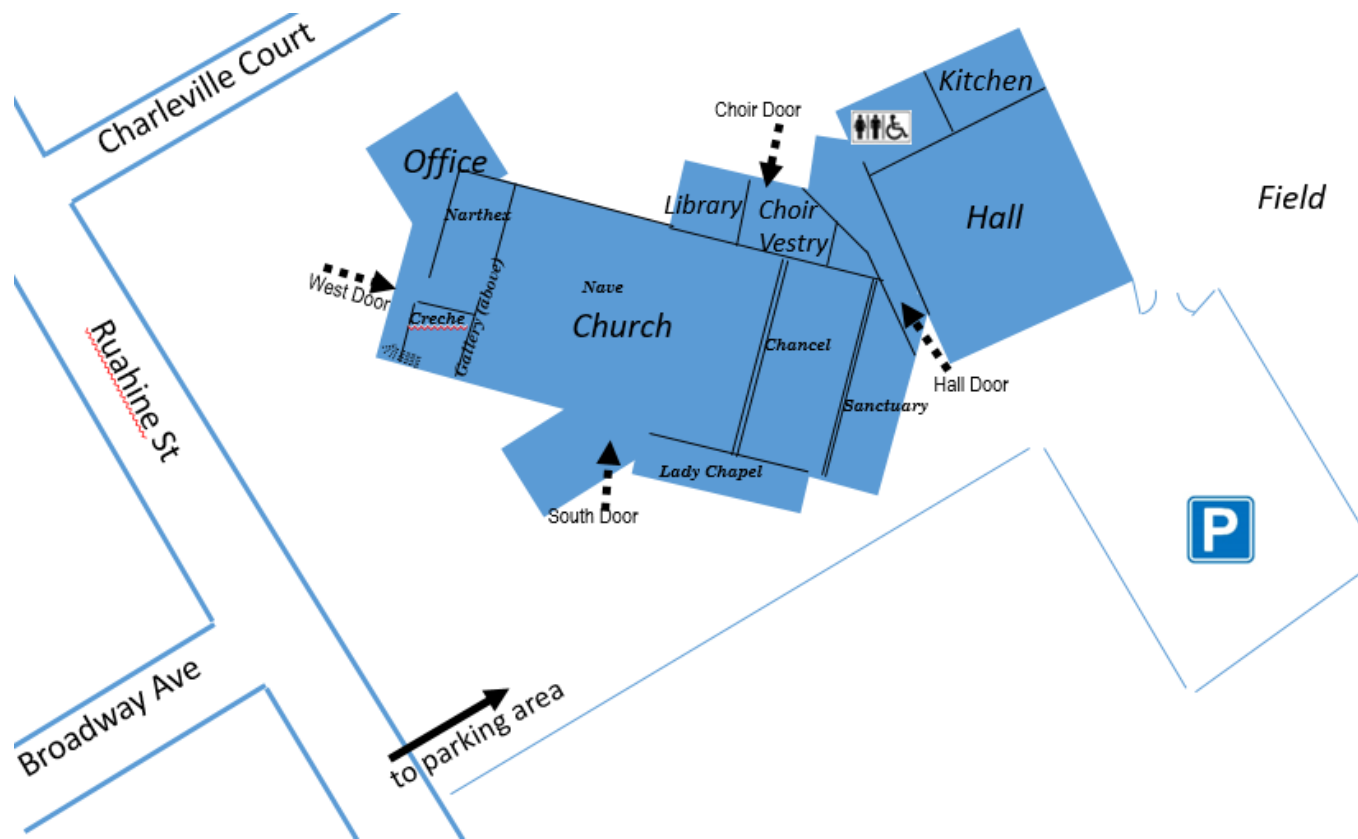 Charleville Court
Kitchen
Choir Door
Office
Library
Choir
Vestry
Hall
Field
Narthex
West Door
Gallery (above)
Creche
Nave
Church
Chancel
Hall Door
Sanctuary
Ruahine St
Lady Chapel
South Door
P
Broadway Ave
to parking area